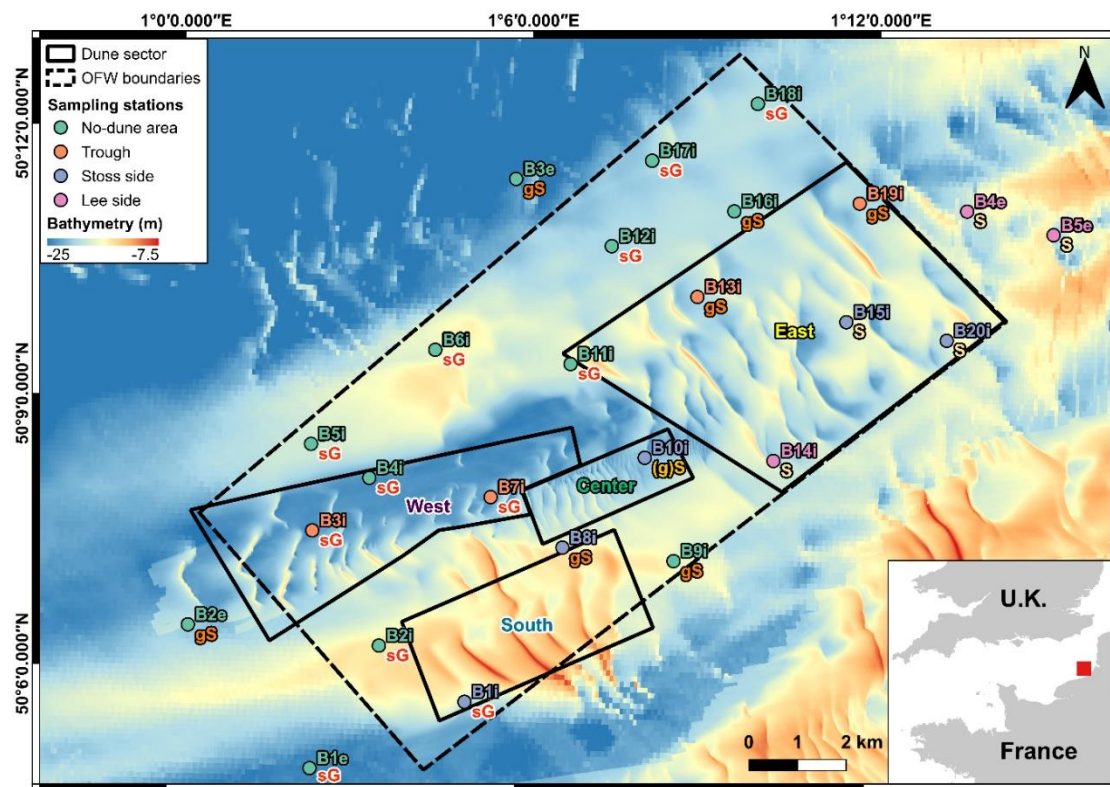 1°0'0.000"E
1°6'0.000"E
1°12'0.000"E
Dune sector
OFW boundaries
Sampling stations
No-dune area
Trough
Stoss side
Lee side
Bathymetry (m)
-25
-7.5
N
50°12'0.000"N
50°9'0.000"N
50°6'0.000"N
B18i
sG
B17i
sG
B3e
gS
B16i
gS
B19i
gS
B4e
S
B5e
S
B12i
sG
B13i
gS
B15i
S
East
B20i
S
B6i
sG
B11i
sG
B5i
sG
B4i
sG
B10i
(g)S
B14i
S
West
B7i
sG
Center
B3i
sG
B8i
gS
B9i
gS
B2e
gS
South
B2i
sG
B1i
sG
B1e
sG
0 1 2 km
U.K.
France